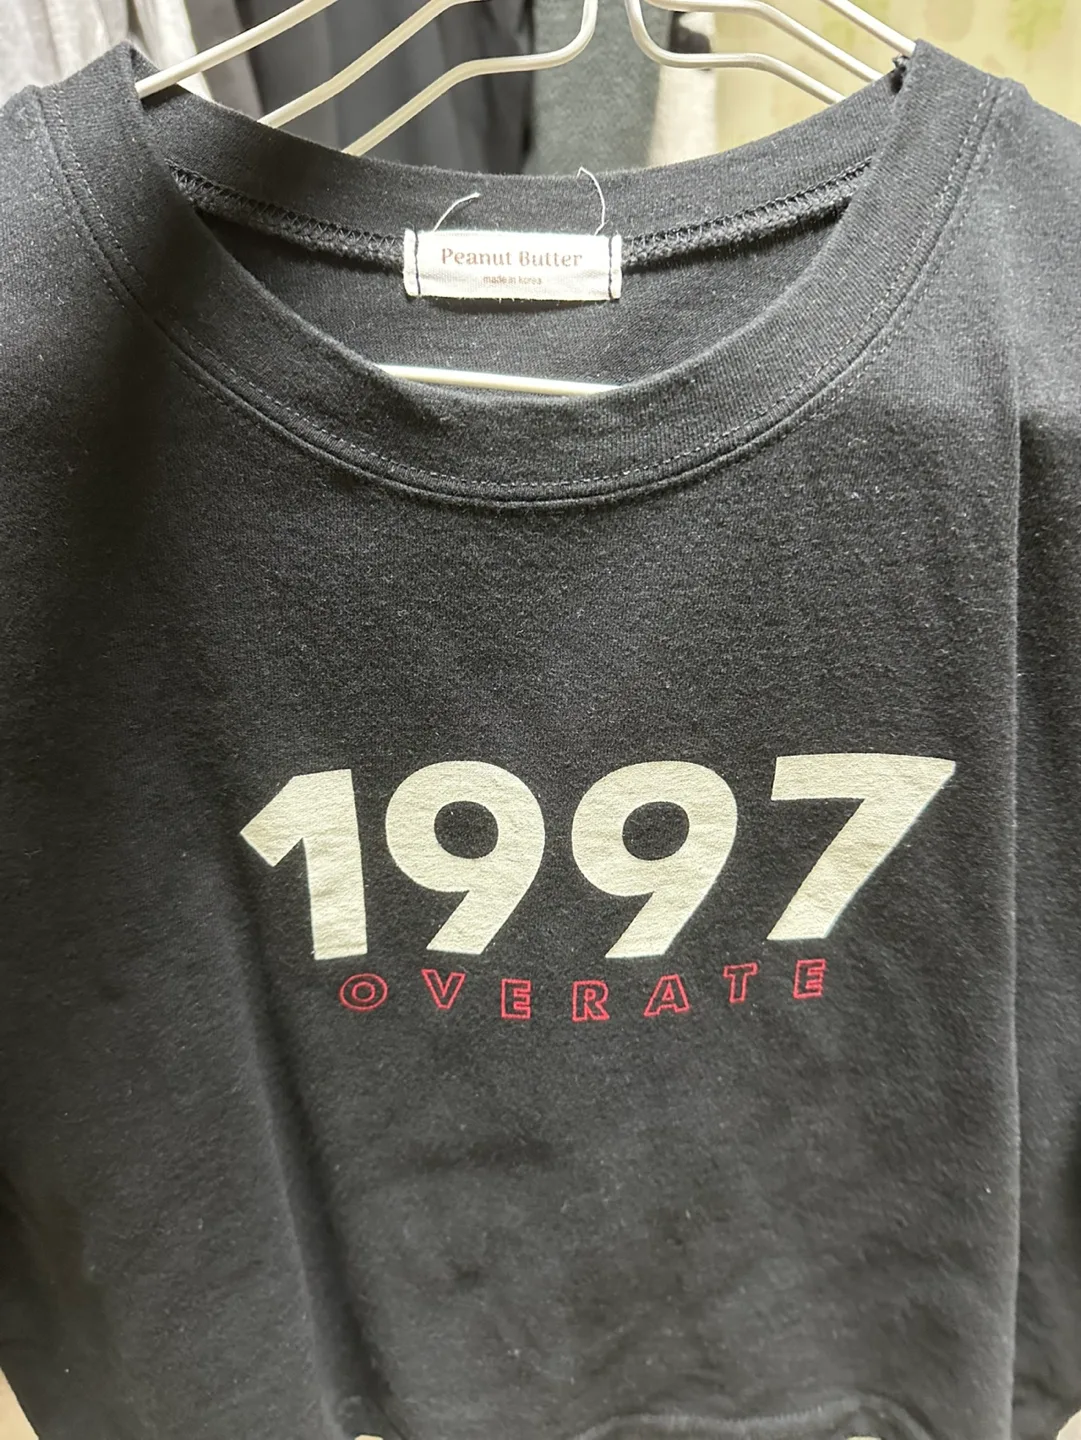 Peanut Butter
made in korea
1997
OVERATE